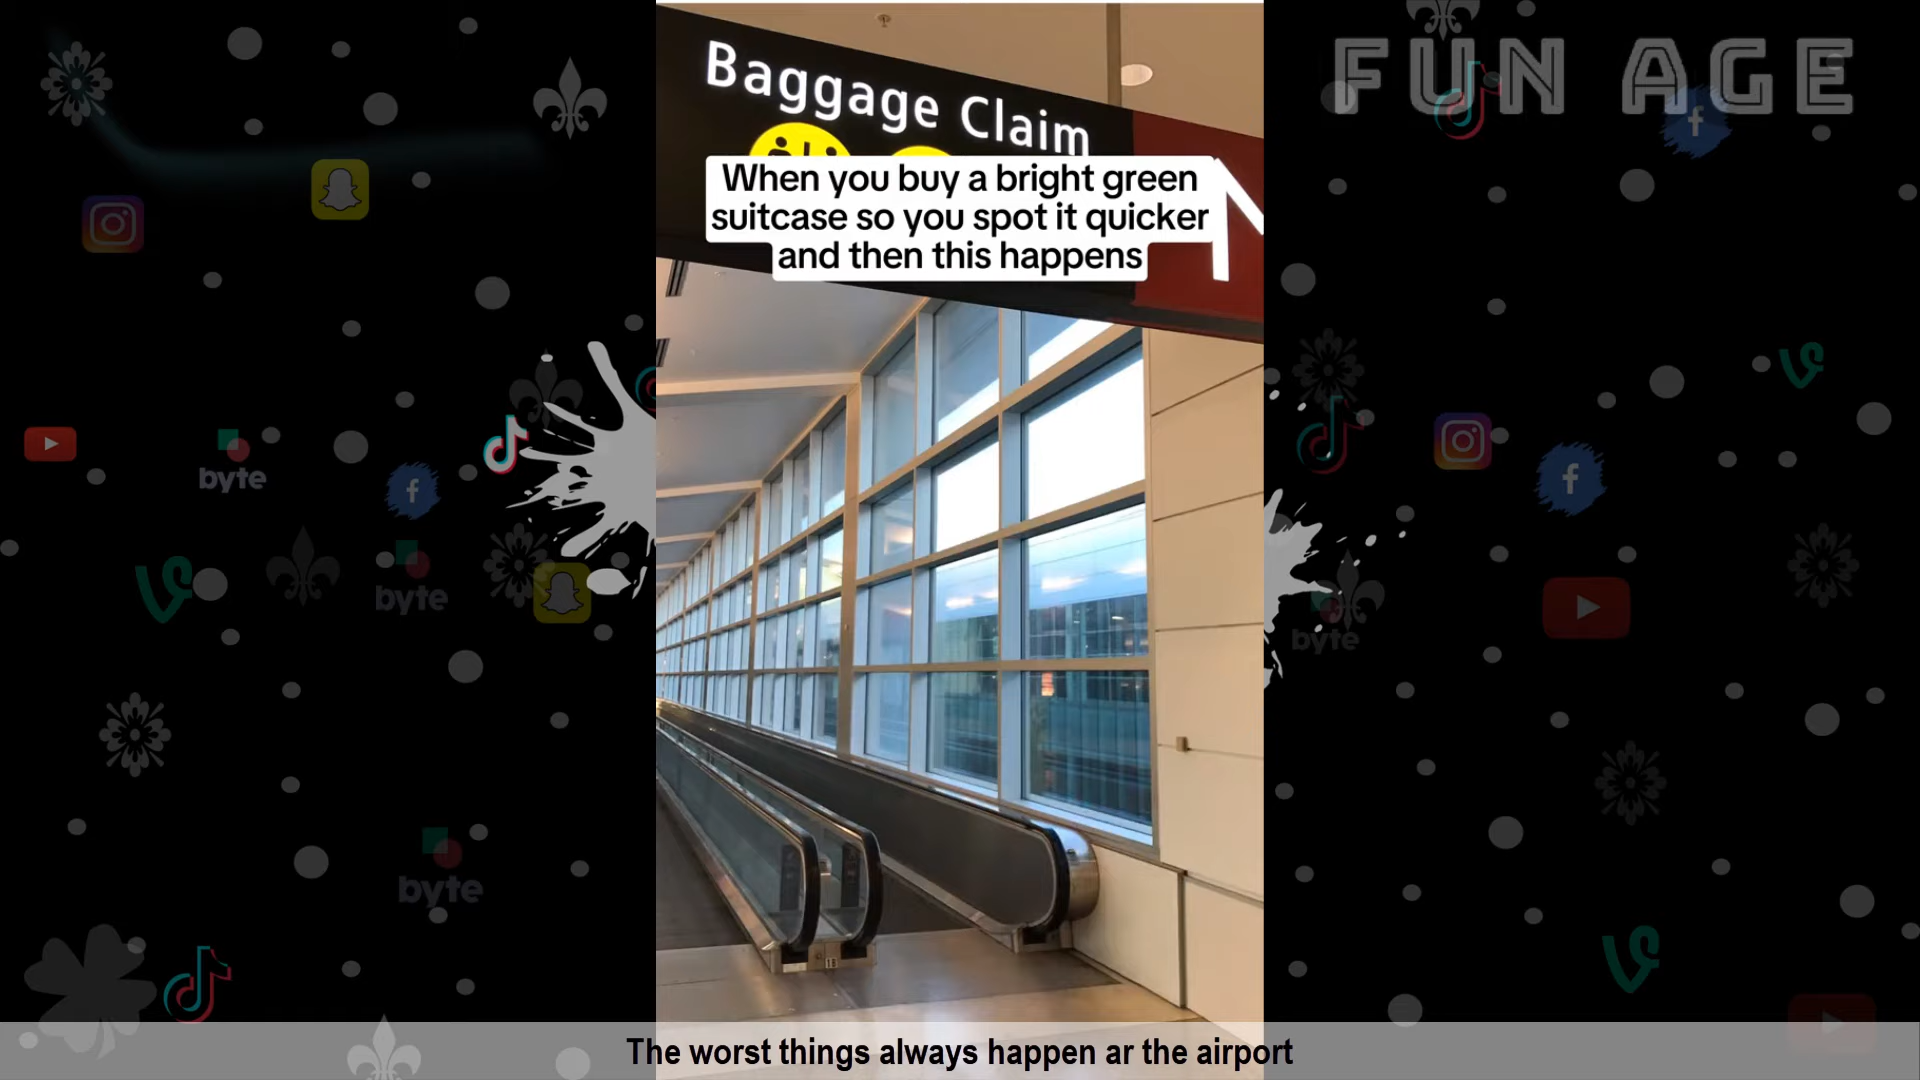 FUN AGE
Baggage Claim
When you buy a bright green
suitcase so you spot it quicker
and then this happens
byte
byte
byte
byte
18
The worst things always happen ar the airport